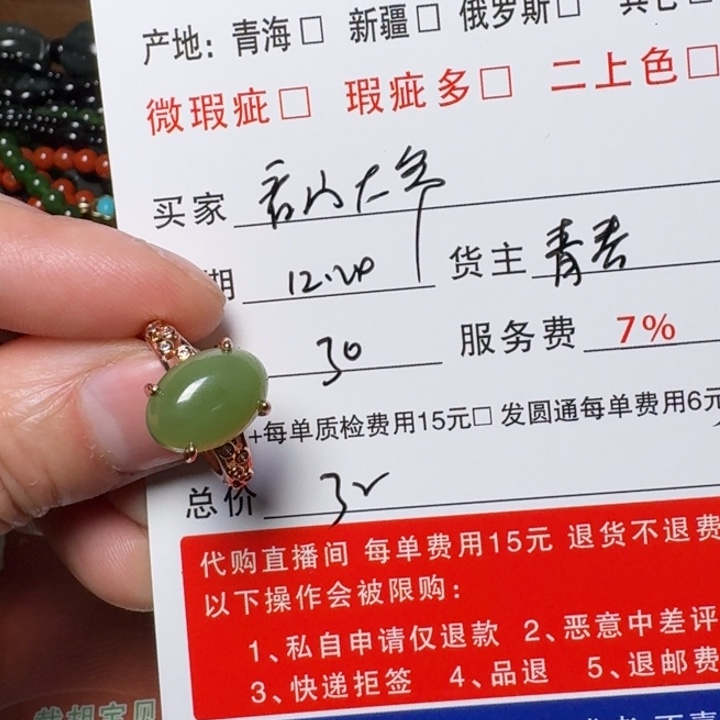 产地：青海□ 新疆□ 俄罗斯□ 其它□
微瑕疵□ 瑕疵多□ 二上色□
买家
期 12.20 货主 青春
30 服务费 7%
+每单质检费用15元□ 发圆通每单费用6元
总价 32
代购直播间 每单费用15元 退货不退费
以下操作会被限购：
1、私自申请仅退款 2、恶意中差评
3、快递拒签 4、品退 5、退邮费